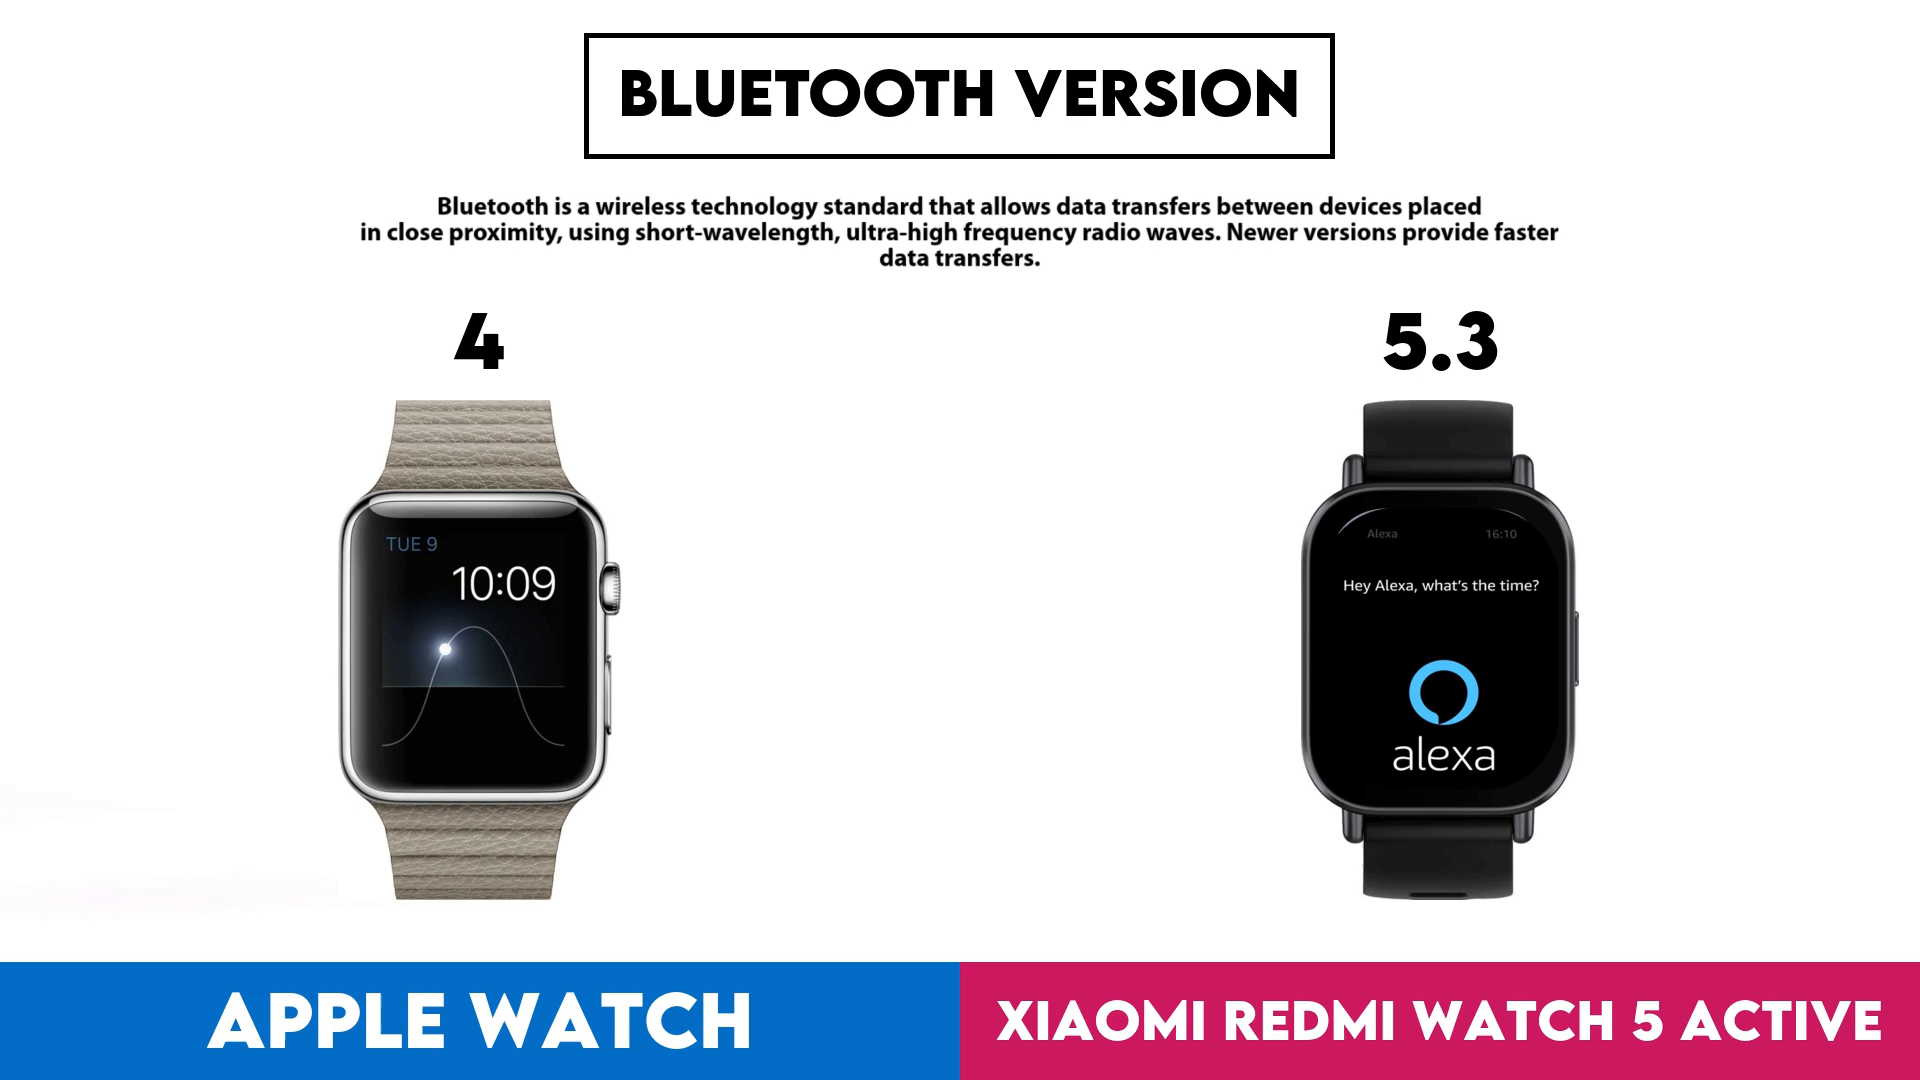 BLUETOOTH VERSION
Bluetooth is a wireless technology standard that allows data transfers between devices placed
in close proximity, using short-wavelength, ultra-high frequency radio waves. Newer versions provide faster
data transfers.
4
5.3
TUE 9
10:09
Alexa 16:10
Hey Alexa, what's the time?
alexa
APPLE WATCH
XIAOMI REDMI WATCH 5 ACTIVE